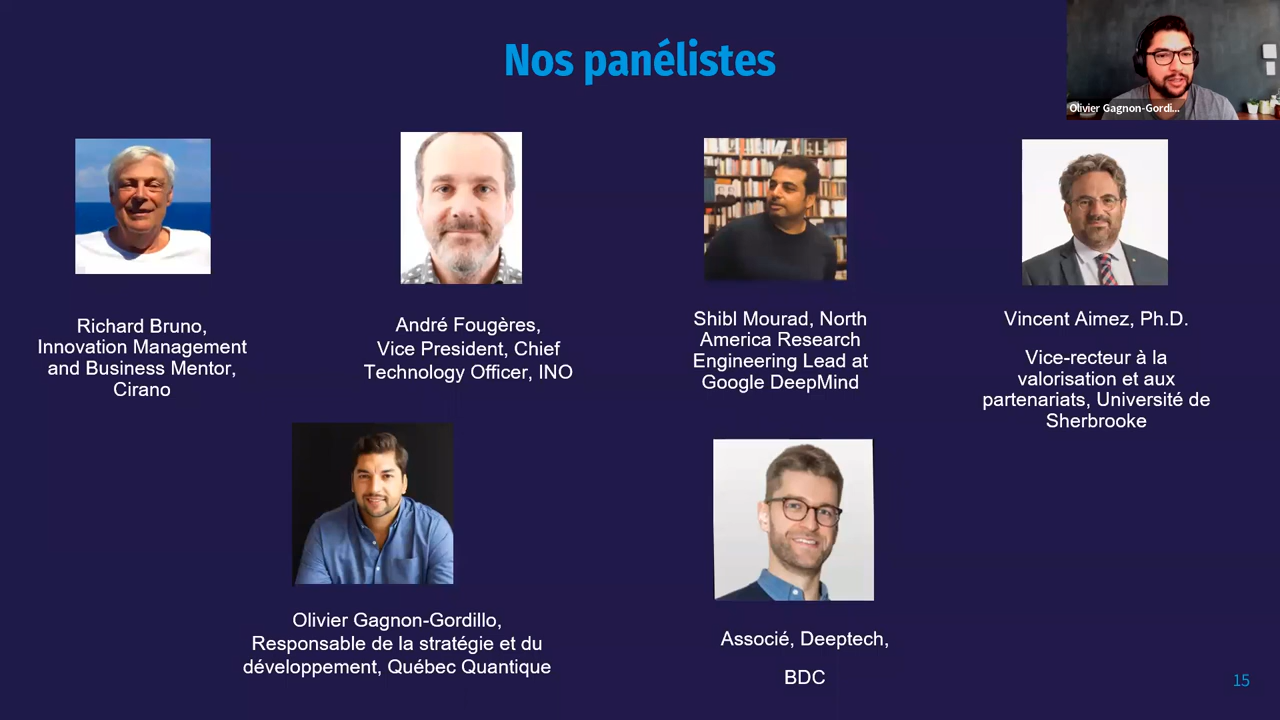 Nos panélistes
Olivier Gagnon-Gordi...
Richard Bruno,
Innovation Management
and Business Mentor,
Cirano
André Fougères,
Vice President, Chief
Technology Officer, INO
Shibl Mourad, North
America Research
Engineering Lead at
Google DeepMind
Vincent Aimez, Ph.D.
Vice-recteur à la
valorisation et aux
partenariats, Université de
Sherbrooke
Olivier Gagnon-Gordillo,
Responsable de la stratégie et du
développement, Québec Quantique
Associé, Deeptech,
BDC
15